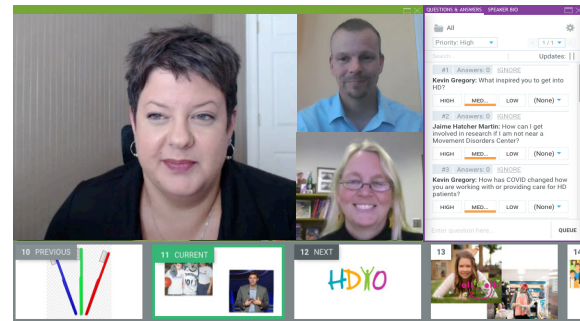 QUESTIONS & ANSWERS SPEAKER BIO
All
Priority: High
1 / 1
Search...
Updates:
#1 Answers: 0 IGNORE
Kevin Gregory: What inspired you to get into
HD?
HIGH MED... LOW (None)
#2 Answers: 0 IGNORE
Jaime Hatcher Martin: How can I get
involved in research if I am not near a
Movement Disorders Center?
HIGH MED... LOW (None)
#3 Answers: 0 IGNORE
Kevin Gregory: How has COVID changed how
you are working with or providing care for HD
patients?
HIGH MED... LOW (None)
Enter question here... QUEUE
10 PREVIOUS
11 CURRENT
12 NEXT
13
14
HDYO